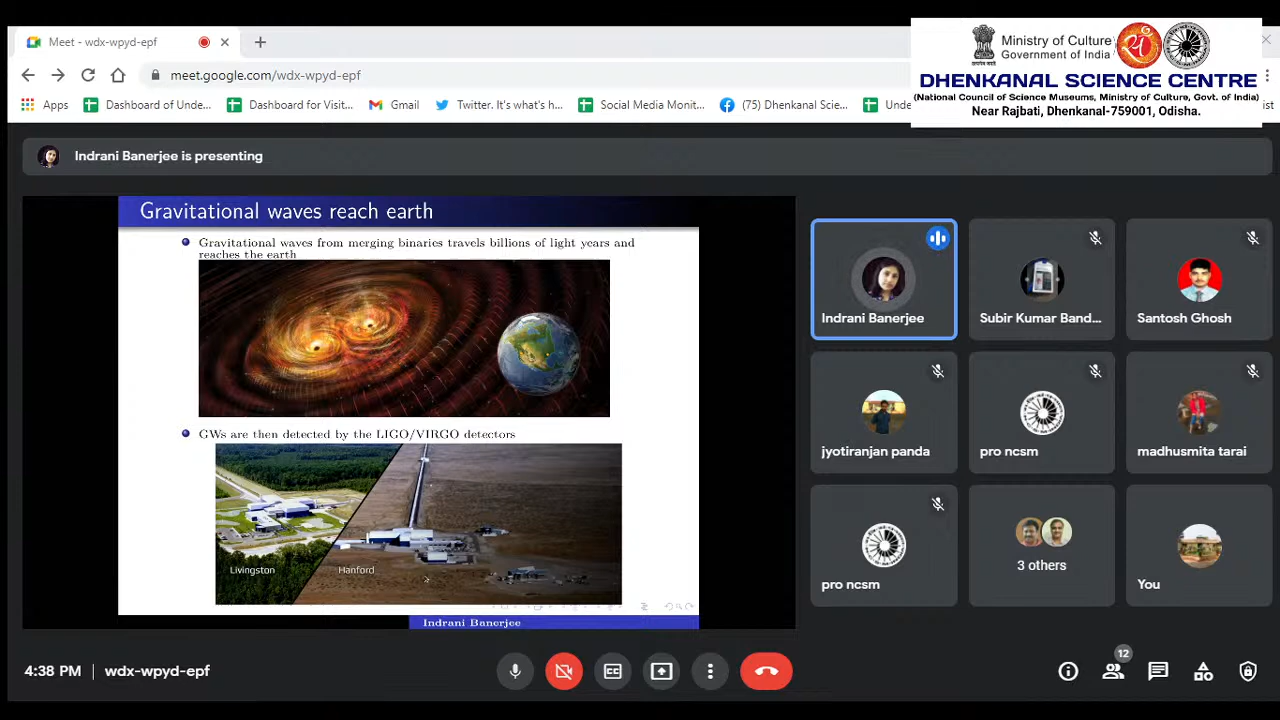 Meet - wdx-wpyd-epf
Ministry of Culture
Government of India
DHENKANAL SCIENCE CENTRE
(National Council of Science Museums, Ministry of Culture, Govt. of India)
Near Rajbati, Dhenkanal-759001, Odisha.
meet.google.com/wdx-wpyd-epf
Apps
Dashboard of Unde...
Dashboard for Visit...
Gmail
Twitter. It's what's h...
Social Media Monit...
(75) Dhenkanal Scie...
Unde
ist
Indrani Banerjee is presenting
Gravitational waves reach earth
Gravitational waves from merging binaries travels billions of light years and
reaches the earth
GWs are then detected by the LIGO/VIRGO detectors
Livingston
Hanford
Indrani Banerjee
Indrani Banerjee
Subir Kumar Band...
Santosh Ghosh
jyotiranjan panda
pro ncsm
madhusmita tarai
pro ncsm
3 others
You
4:38 PM | wdx-wpyd-epf
12